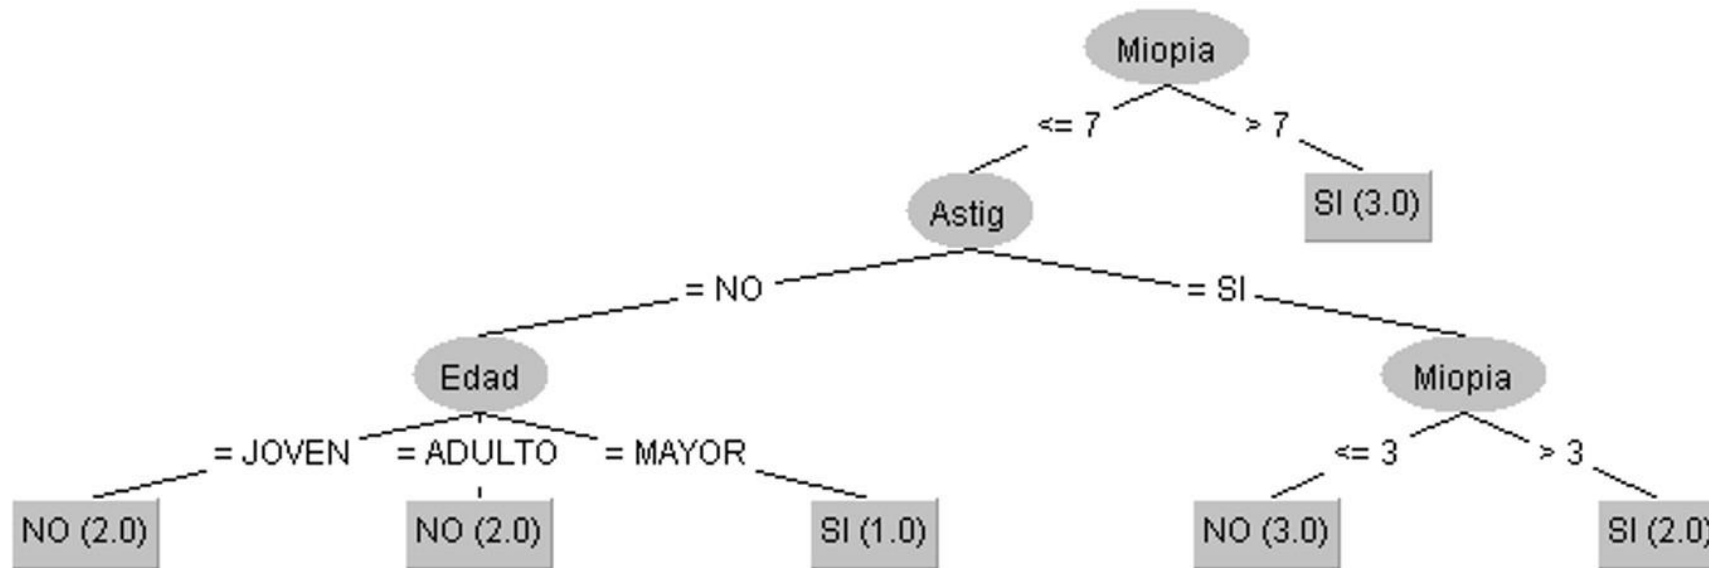 Miopia
<= 7
> 7
Astig
SI (3.0)
= NO
= SI
Edad
Miopia
= JOVEN
= ADULTO
= MAYOR
<= 3
> 3
NO (2.0)
NO (2.0)
SI (1.0)
NO (3.0)
SI (2.0)